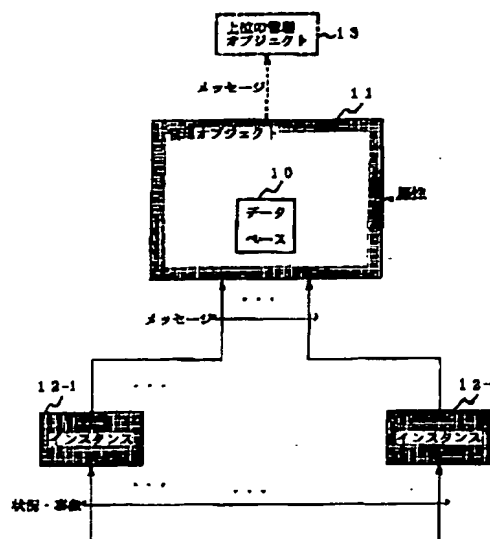 上位の管理
オブジェクト
13
メッセージ
11
管理オブジェクト
10
データ
ベース
属性
メッセージ
12-1
12-
インスタンス
インスタンス
状況・事象